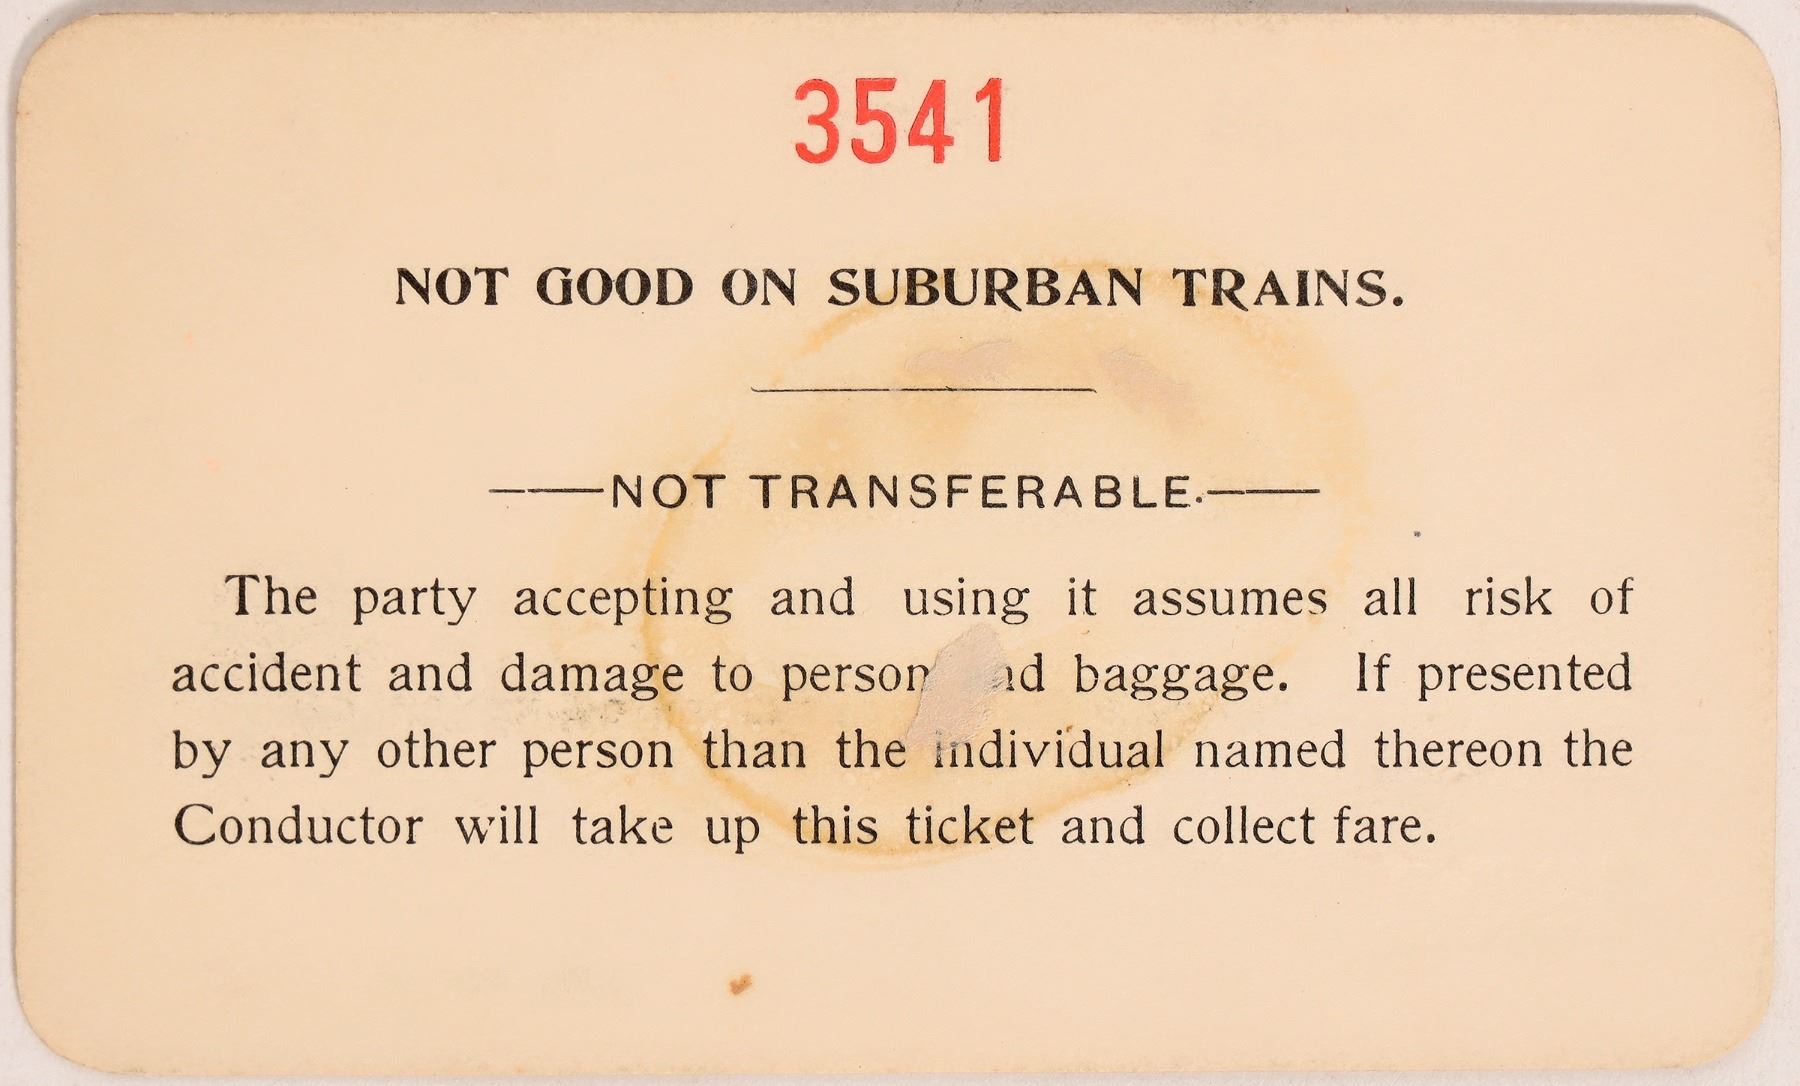 3541
NOT GOOD ON SUBURBAN TRAINS.
NOT TRANSFERABLE.
The party accepting and using it assumes all risk of
accident and damage to person and baggage. If presented
by any other person than the individual named thereon the
Conductor will take up this ticket and collect fare.